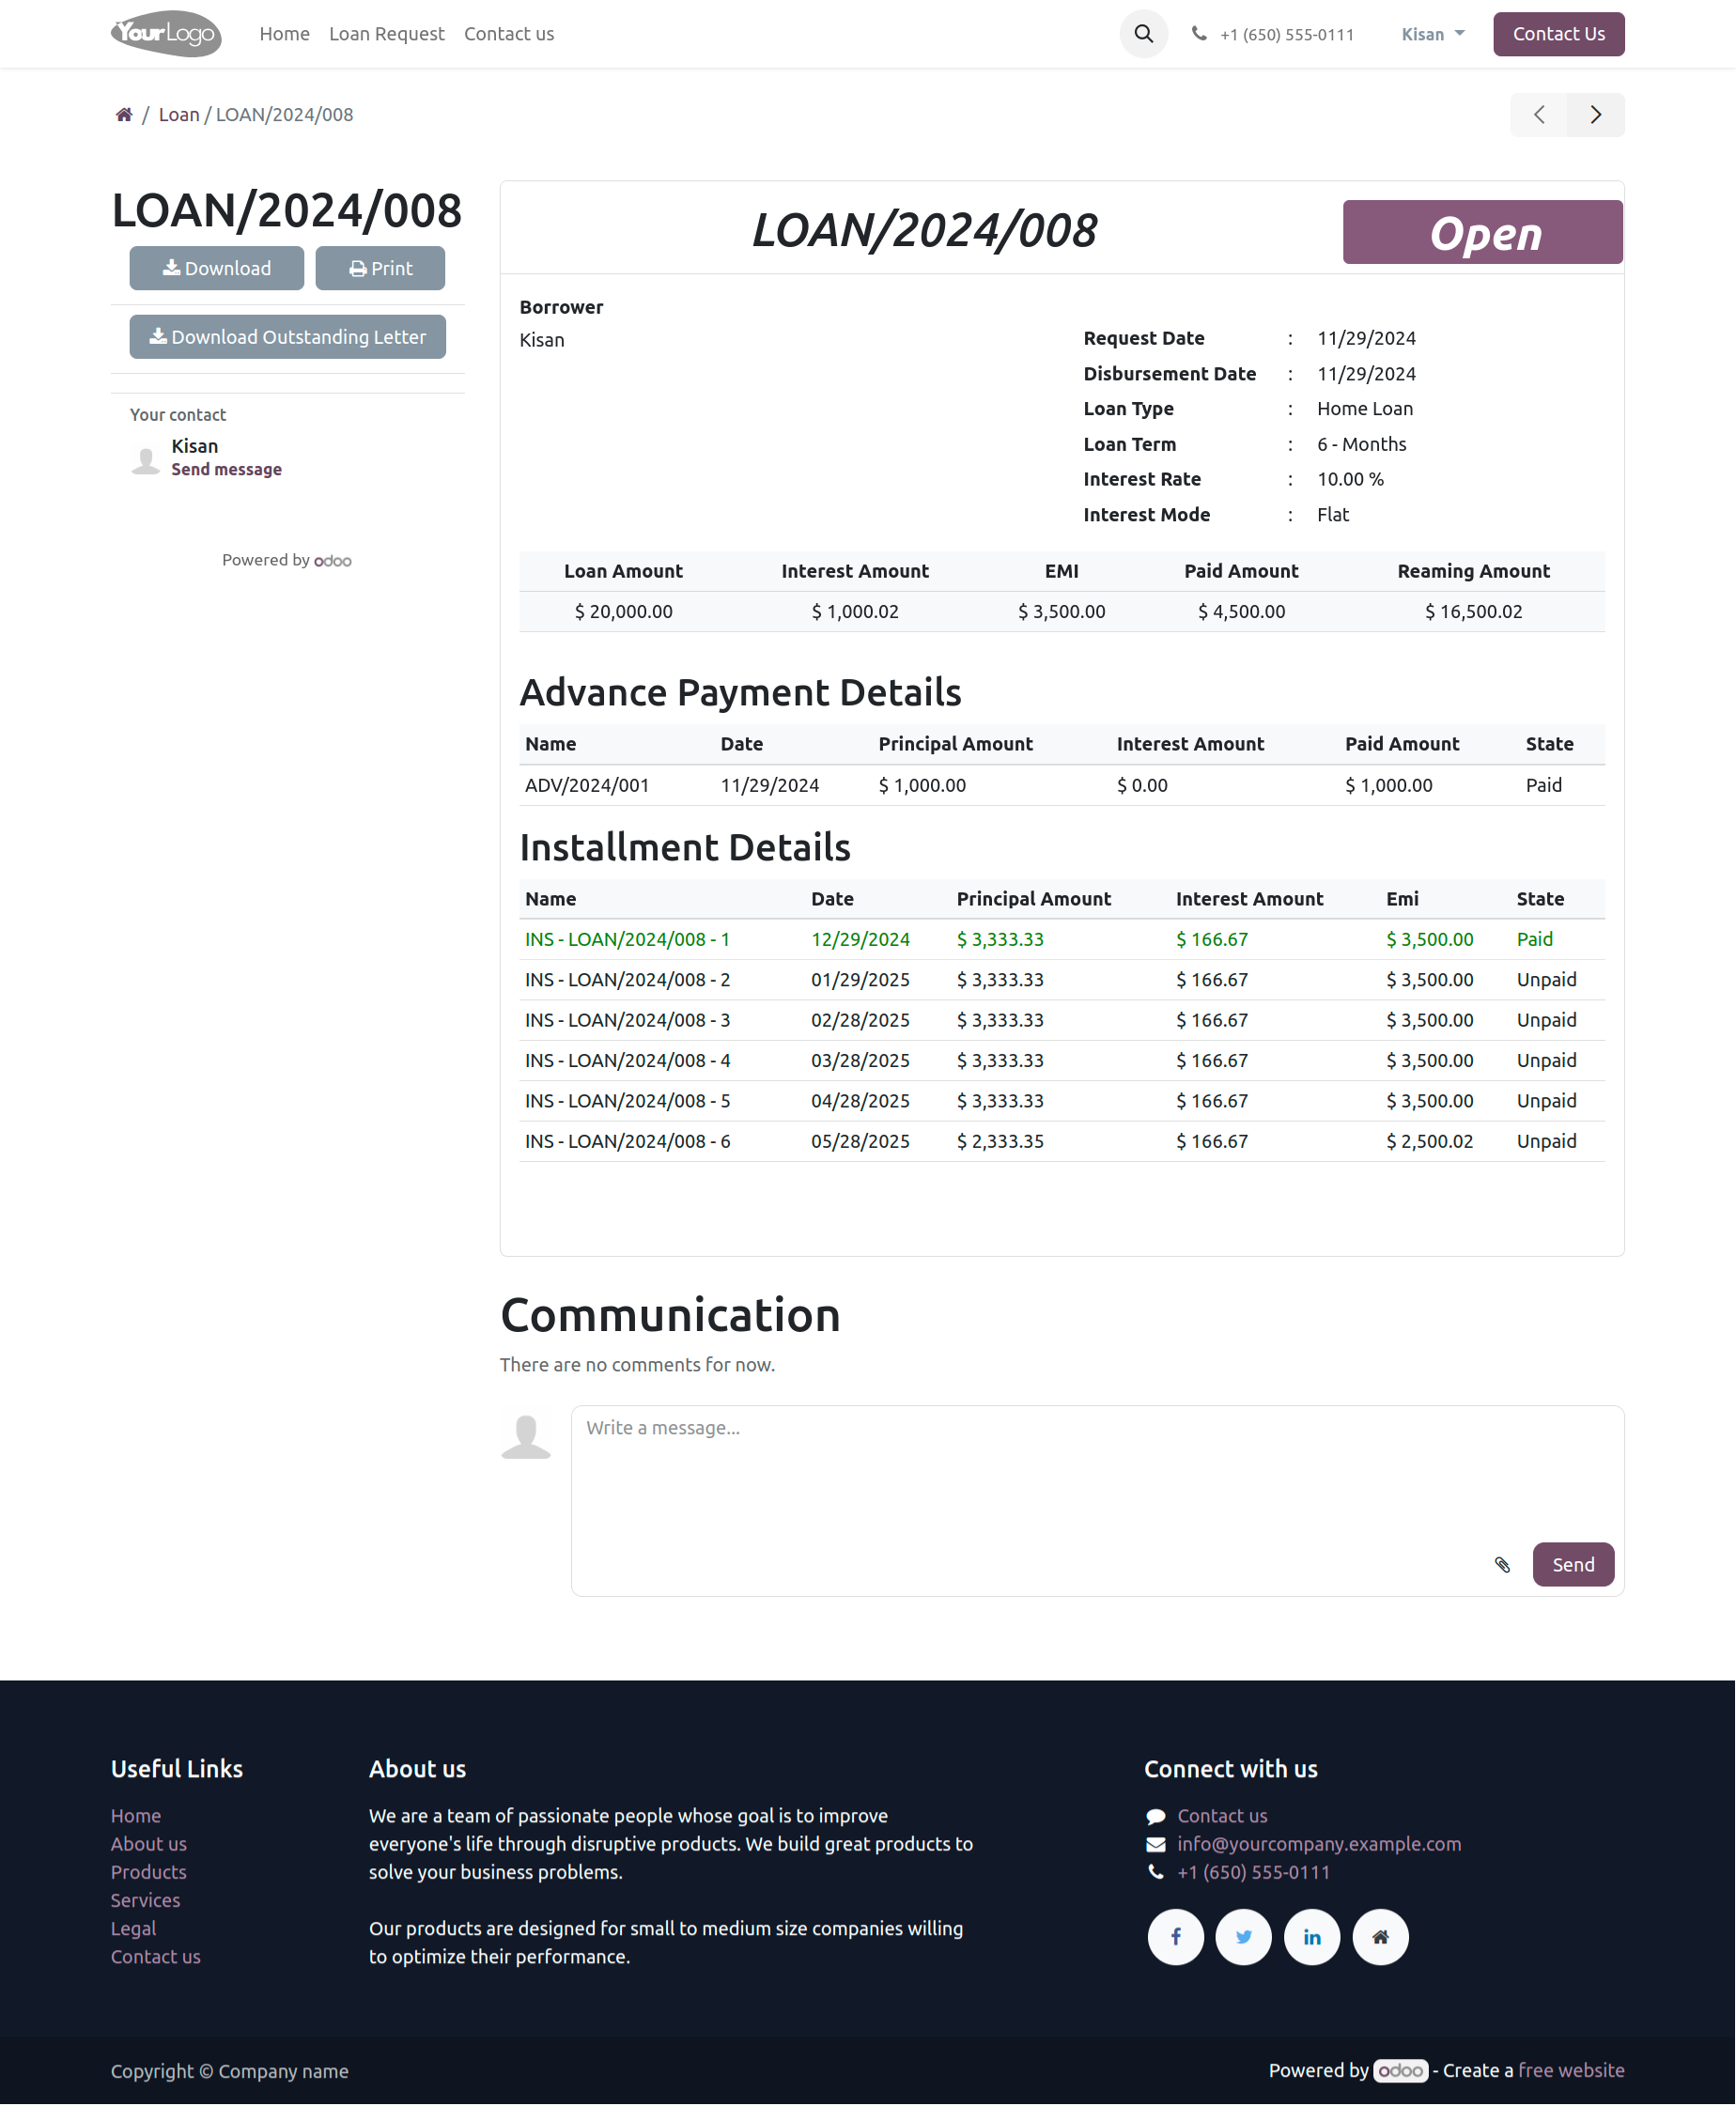 YourLogo Home Loan Request Contact us +1 (650) 555-0111 Kisan Contact Us
/ Loan / LOAN/2024/008
LOAN/2024/008
Download Print
Download Outstanding Letter
Your contact
Kisan
Send message
Powered by odoo
LOAN/2024/008 Open
Borrower
Kisan
Request Date : 11/29/2024
Disbursement Date : 11/29/2024
Loan Type : Home Loan
Loan Term : 6 - Months
Interest Rate : 10.00 %
Interest Mode : Flat
Loan Amount Interest Amount EMI Paid Amount Reaming Amount
$ 20,000.00 $ 1,000.02 $ 3,500.00 $ 4,500.00 $ 16,500.02
Advance Payment Details
Name Date Principal Amount Interest Amount Paid Amount State
ADV/2024/001 11/29/2024 $ 1,000.00 $ 0.00 $ 1,000.00 Paid
Installment Details
Name Date Principal Amount Interest Amount Emi State
INS - LOAN/2024/008 - 1 12/29/2024 $ 3,333.33 $ 166.67 $ 3,500.00 Paid
INS - LOAN/2024/008 - 2 01/29/2025 $ 3,333.33 $ 166.67 $ 3,500.00 Unpaid
INS - LOAN/2024/008 - 3 02/28/2025 $ 3,333.33 $ 166.67 $ 3,500.00 Unpaid
INS - LOAN/2024/008 - 4 03/28/2025 $ 3,333.33 $ 166.67 $ 3,500.00 Unpaid
INS - LOAN/2024/008 - 5 04/28/2025 $ 3,333.33 $ 166.67 $ 3,500.00 Unpaid
INS - LOAN/2024/008 - 6 05/28/2025 $ 2,333.35 $ 166.67 $ 2,500.02 Unpaid
Communication
There are no comments for now.
Write a message...
Send
Useful Links
Home
About us
Products
Services
Legal
Contact us
About us
We are a team of passionate people whose goal is to improve
everyone's life through disruptive products. We build great products to
solve your business problems.
Our products are designed for small to medium size companies willing
to optimize their performance.
Connect with us
Contact us
info@yourcompany.example.com
+1 (650) 555-0111
Copyright © Company name
Powered by odoo - Create a free website